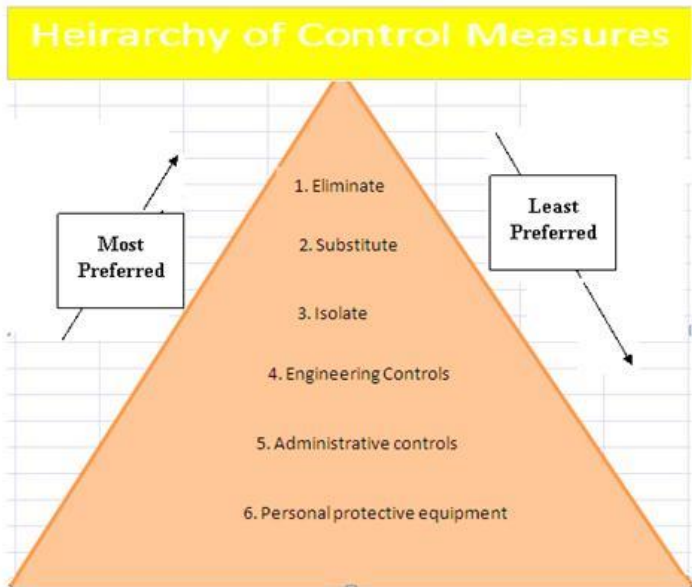 Heirarchy of Control Measures
1. Eliminate
2. Substitute
3. Isolate
4. Engineering Controls
5. Administrative controls
6. Personal protective equipment
Most
Preferred
Least
Preferred